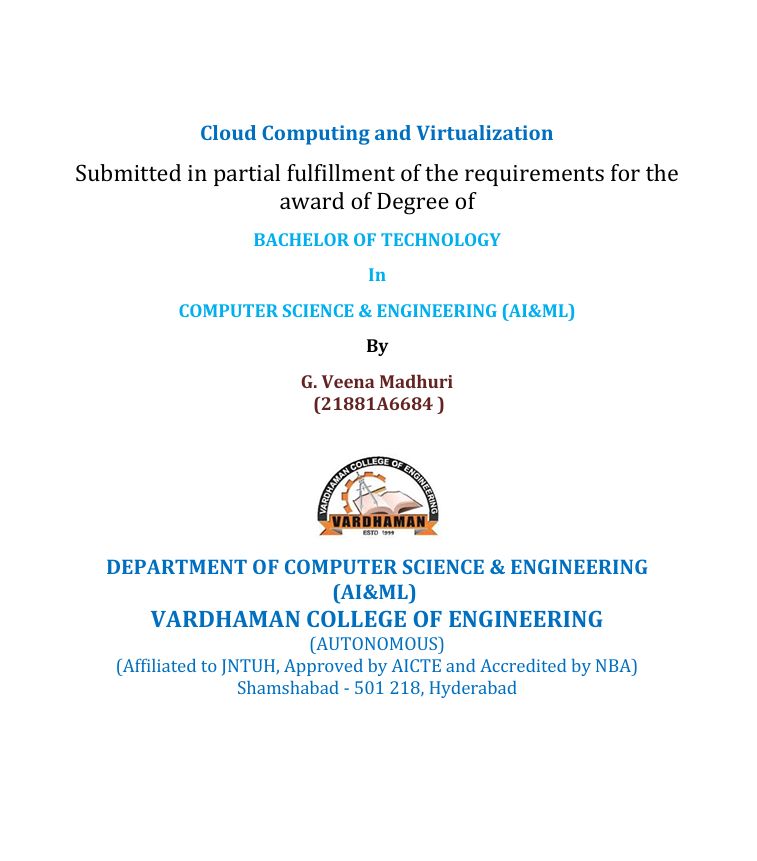 Cloud Computing and Virtualization
Submitted in partial fulfillment of the requirements for the
award of Degree of
BACHELOR OF TECHNOLOGY
In
COMPUTER SCIENCE & ENGINEERING (AI&ML)
By
G. Veena Madhuri
(21881A6684 )
VARDHAMAN COLLEGE OF ENGINEERING
VARDHAMAN
ESTD 1999
DEPARTMENT OF COMPUTER SCIENCE & ENGINEERING
(AI&ML)
VARDHAMAN COLLEGE OF ENGINEERING
(AUTONOMOUS)
(Affiliated to JNTUH, Approved by AICTE and Accredited by NBA)
Shamshabad - 501 218, Hyderabad